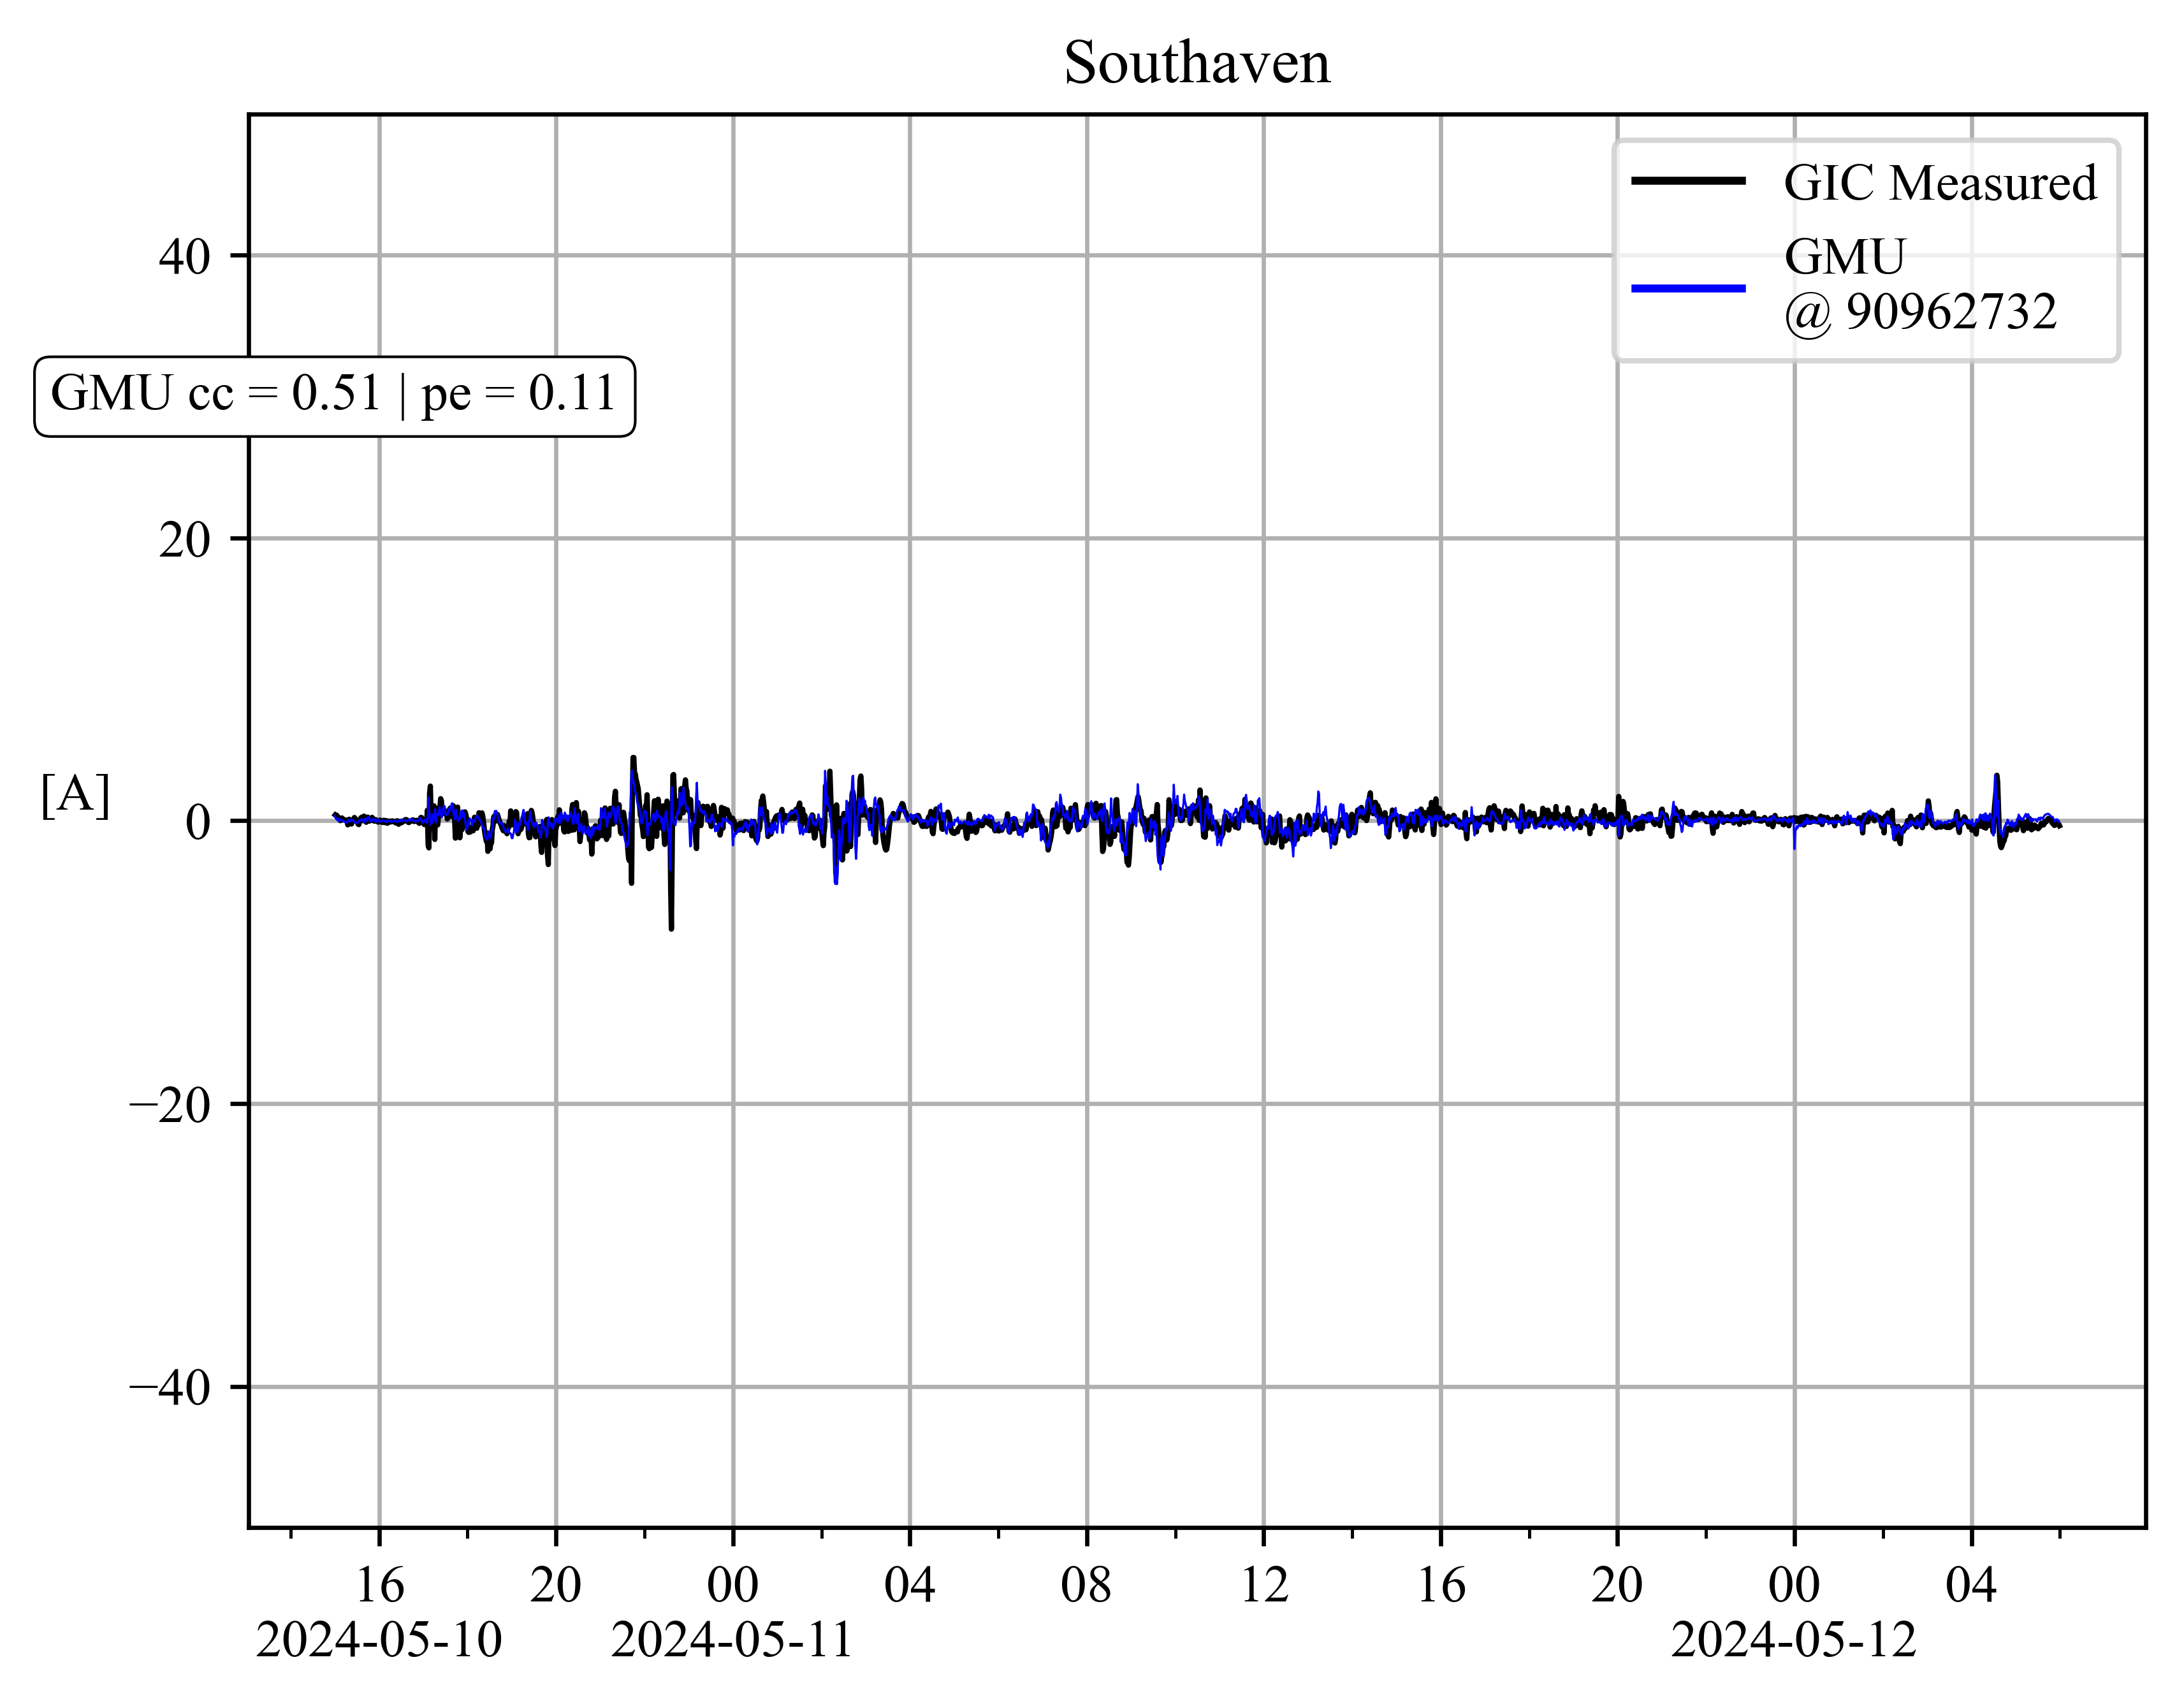 Southaven
GIC Measured
GMU
@ 90962732
GMU cc = 0.51 | pe = 0.11
[A]
40
20
0
−20
−40
16 20 00 04 08 12 16 20 00 04
2024-05-10 2024-05-11 2024-05-12